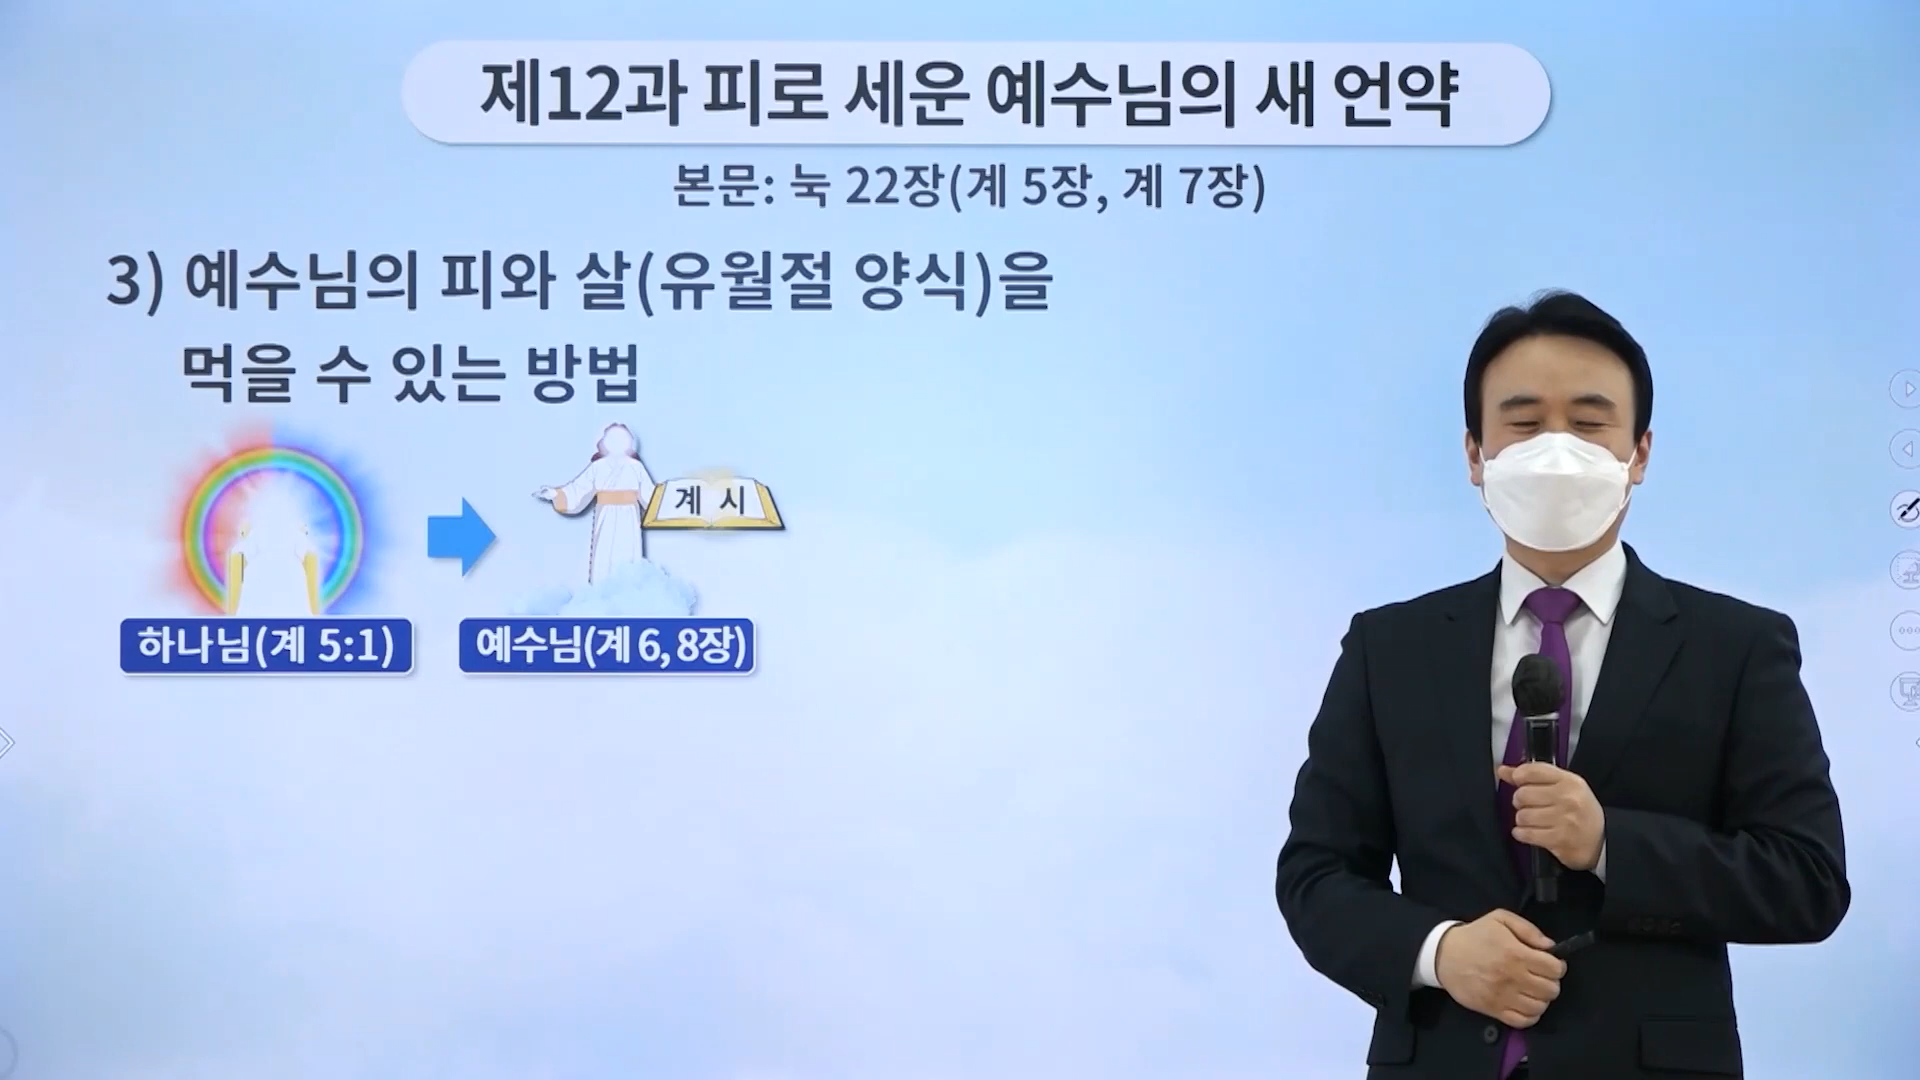 제12과 피로 세운 예수님의 새 언약
본문: 눅 22장(계 5장, 계 7장)
3) 예수님의 피와 살(유월절 양식)을
먹을 수 있는 방법
계 시
하나님(계 5:1)
예수님(계 6, 8장)